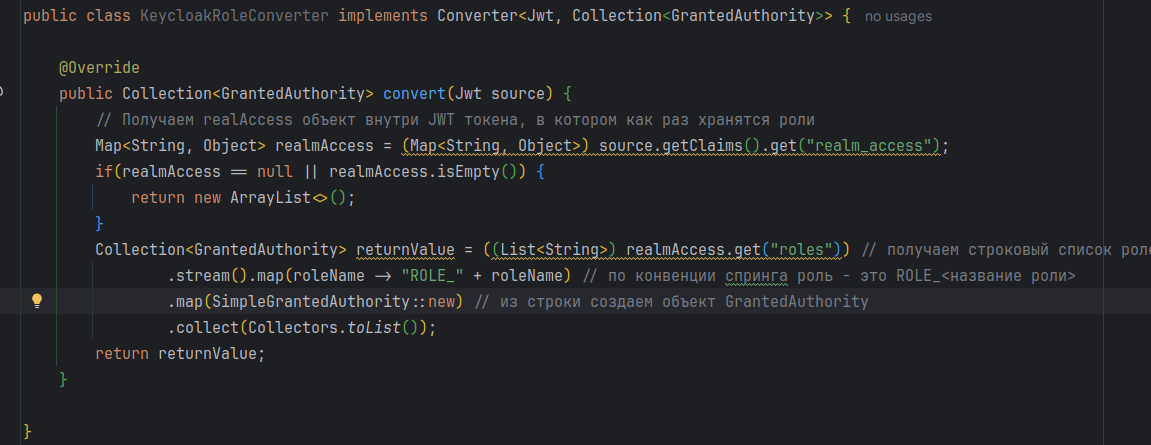 public class KeycloakRoleConverter implements Converter<Jwt, Collection<GrantedAuthority>> { no usages
@Override
public Collection<GrantedAuthority> convert(Jwt source) {
// Получаем realAccess объект внутри JWT токена, в котором как раз хранятся роли
Map<String, Object> realmAccess = (Map<String, Object>) source.getClaims().get("realm_access");
if(realmAccess == null || realmAccess.isEmpty()) {
return new ArrayList<>();
}
Collection<GrantedAuthority> returnValue = ((List<String>) realmAccess.get("roles")) // получаем строковый список
.stream().map(roleName -> "ROLE_" + roleName) // по конвенции спринга роль - это ROLE_<название роли>
.map(SimpleGrantedAuthority::new) // из строки создаем объект GrantedAuthority
.collect(Collectors.toList());
return returnValue;
}
}